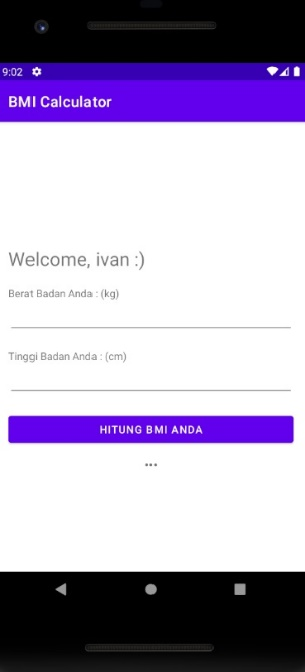 9:02
BMI Calculator
Welcome, ivan :)
Berat Badan Anda : (kg)
Tinggi Badan Anda : (cm)
HITUNG BMI ANDA
...